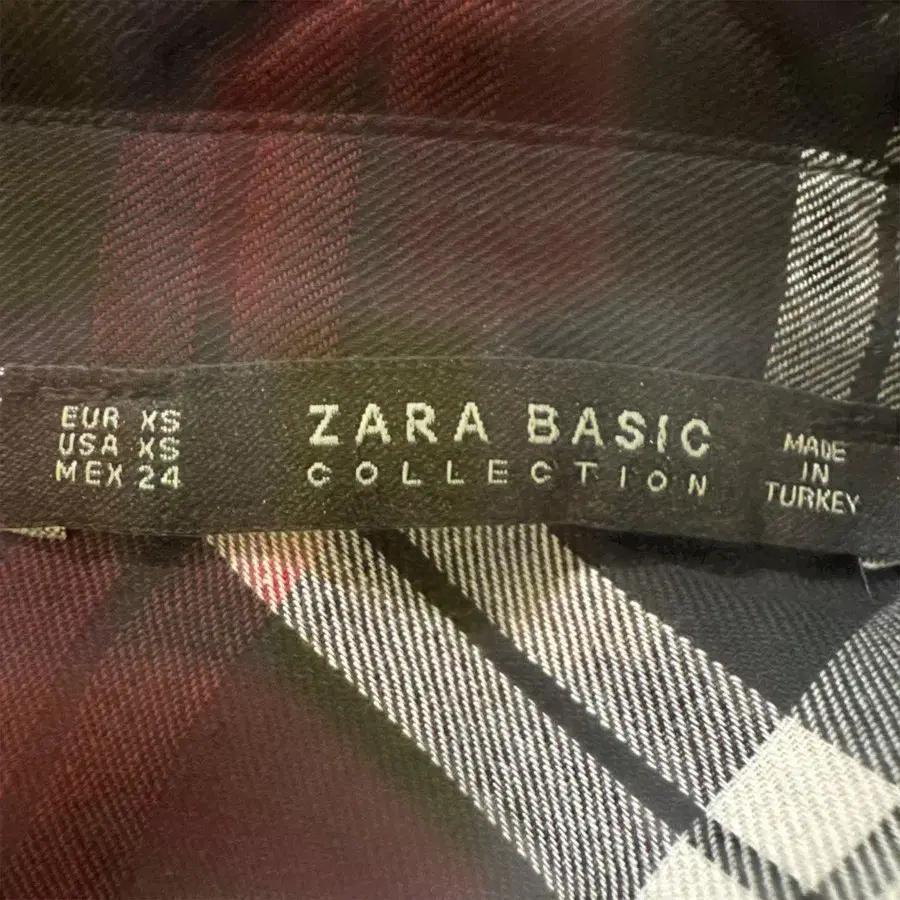 EUR XS
USA XS
MEX 24
ZARA BASIC
COLLECTION
MADE
IN
TURKEY